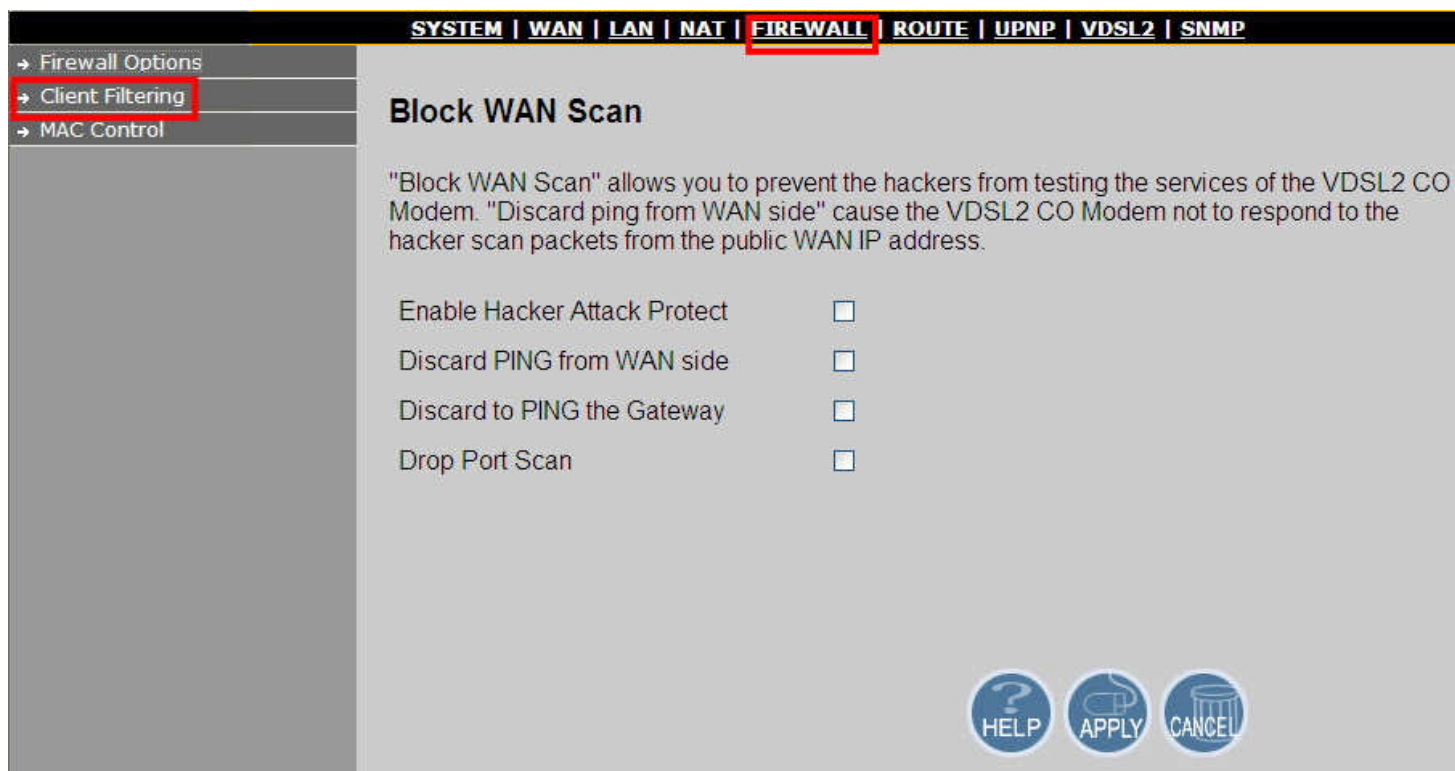 SYSTEM | WAN | LAN | NAT | FIREWALL | ROUTE | UPNP | VDSL2 | SNMP
→ Firewall Options
→ Client Filtering
→ MAC Control
Block WAN Scan
"Block WAN Scan" allows you to prevent the hackers from testing the services of the VDSL2 CO
Modem. "Discard ping from WAN side" cause the VDSL2 CO Modem not to respond to the
hacker scan packets from the public WAN IP address.
Enable Hacker Attack Protect
Discard PING from WAN side
Discard to PING the Gateway
Drop Port Scan
? HELP APPLY CANCEL